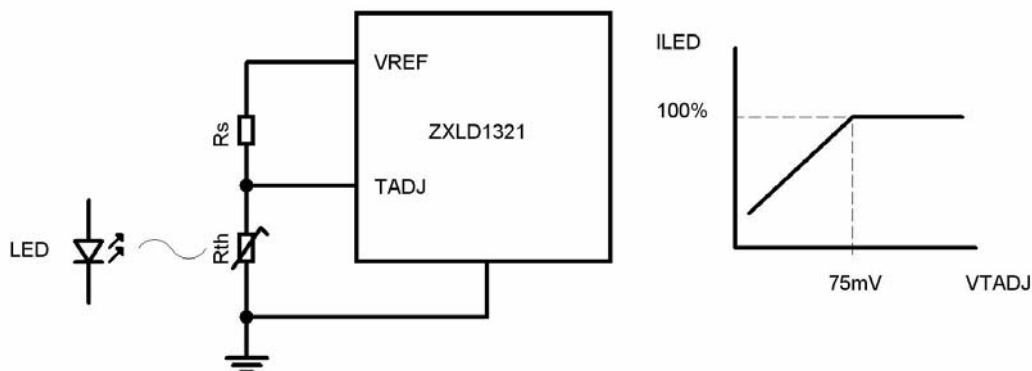 VREF
Rs
ZXLD1321
TADJ
LED
Rth
ILED
100%
75mV
VTADJ